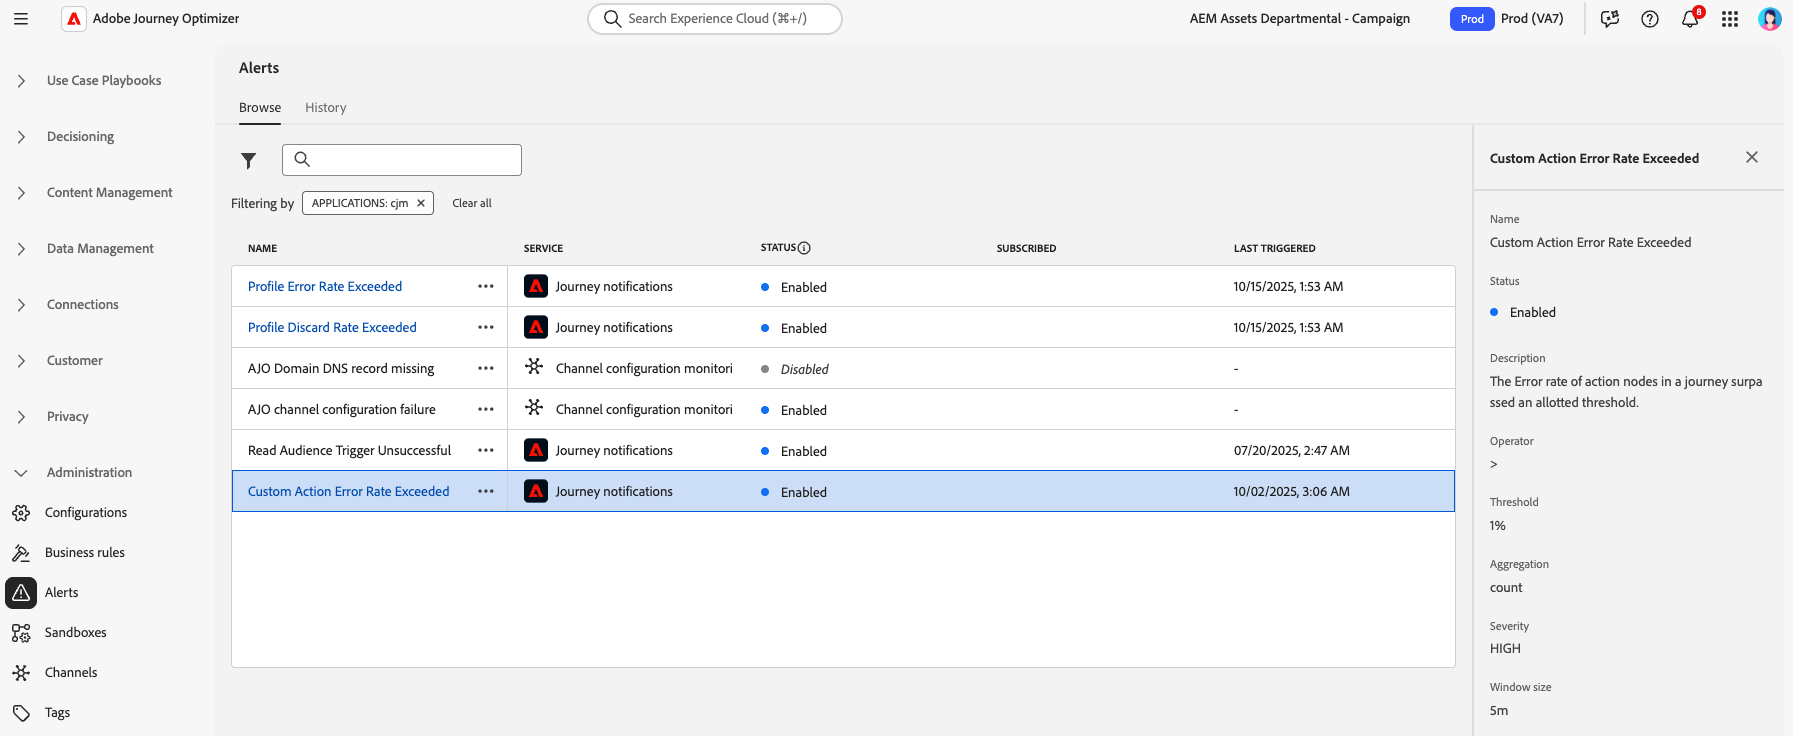 Adobe Journey Optimizer
Search Experience Cloud (⌘+/)
AEM Assets Departmental - Campaign
Prod
Prod (VA7)
8
Use Case Playbooks
Decisioning
Content Management
Data Management
Connections
Customer
Privacy
Administration
Configurations
Business rules
Alerts
Sandboxes
Channels
Tags
Alerts
Browse
History
Filtering by
APPLICATIONS: cjm
Clear all
NAME SERVICE STATUS SUBSCRIBED LAST TRIGGERED
Profile Error Rate Exceeded Journey notifications Enabled 10/15/2025, 1:53 AM
Profile Discard Rate Exceeded Journey notifications Enabled 10/15/2025, 1:53 AM
AJO Domain DNS record missing Channel configuration monitori Disabled -
AJO channel configuration failure Channel configuration monitori Enabled -
Read Audience Trigger Unsuccessful Journey notifications Enabled 07/20/2025, 2:47 AM
Custom Action Error Rate Exceeded Journey notifications Enabled 10/02/2025, 3:06 AM
Custom Action Error Rate Exceeded
Name
Custom Action Error Rate Exceeded
Status
Enabled
Description
The Error rate of action nodes in a journey surpa
ssed an allotted threshold.
Operator
>
Threshold
1%
Aggregation
count
Severity
HIGH
Window size
5m